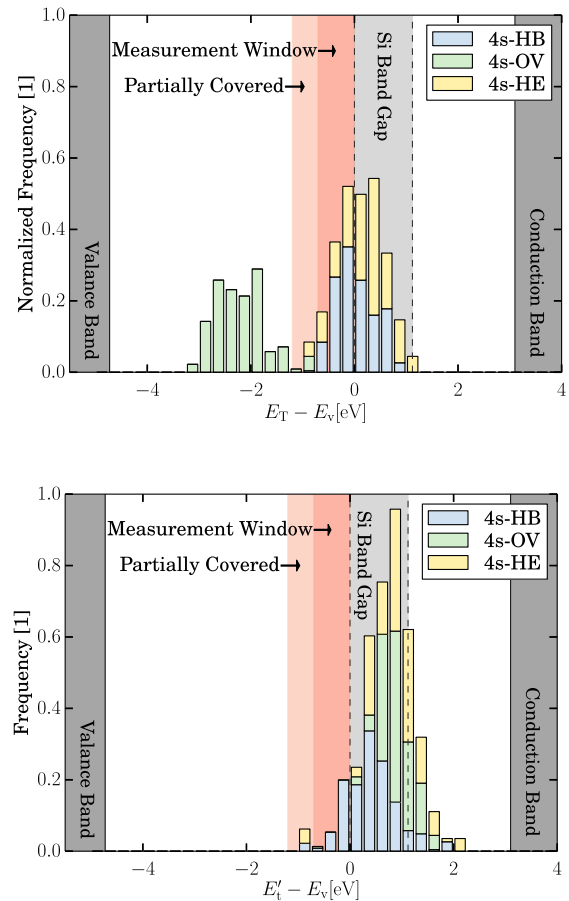 1.0
0.8
0.6
0.4
0.2
0.0
Normalized Frequency [1]
Measurement Window
Partially Covered
Si Band Gap
4s-HB
4s-OV
4s-HE
Valance Band
Conduction Band
−4
−2
0
2
4
E_T − E_v[eV]
1.0
0.8
0.6
0.4
0.2
0.0
Frequency [1]
Measurement Window
Partially Covered
Si Band Gap
4s-HB
4s-OV
4s-HE
Valance Band
Conduction Band
−4
−2
0
2
4
E′_t − E_v[eV]